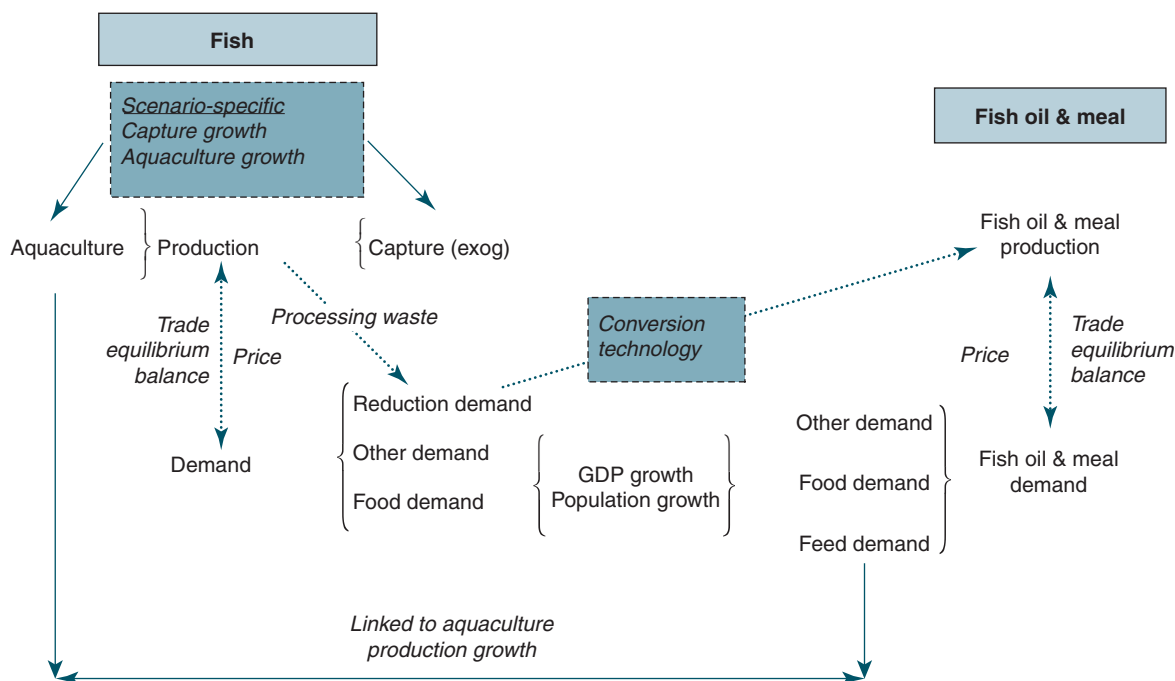 Fish
Scenario-specific
Capture growth
Aquaculture growth
Fish oil & meal
Aquaculture
Production
Capture (exog)
Fish oil & meal
production
Processing waste
Conversion
technology
Trade
equilibrium
balance
Price
Price
Trade
equilibrium
balance
Reduction demand
Other demand
Food demand
Demand
GDP growth
Population growth
Other demand
Food demand
Feed demand
Fish oil & meal
demand
Linked to aquaculture
production growth